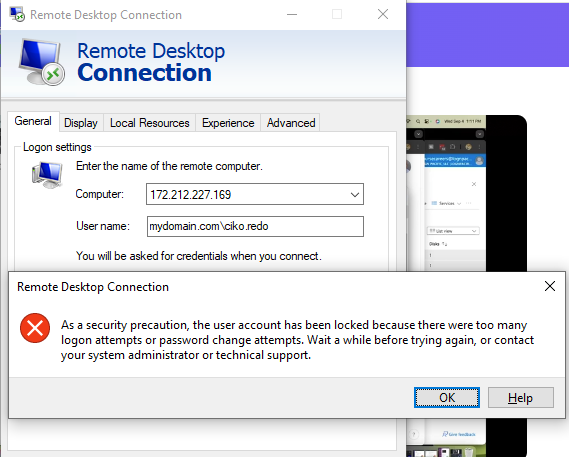 Remote Desktop Connection
Remote Desktop
Connection
General Display Local Resources Experience Advanced
Logon settings
Enter the name of the remote computer.
Computer: 172.212.227.169
User name: mydomain.com\ciko.redo
You will be asked for credentials when you connect.
Wed Sep 4 1:11 PM
Services
List view
Disks ↑↓
1
1
Remote Desktop Connection
As a security precaution, the user account has been locked because there were too many
logon attempts or password change attempts. Wait a while before trying again, or contact
your system administrator or technical support.
OK Help
Save feedback